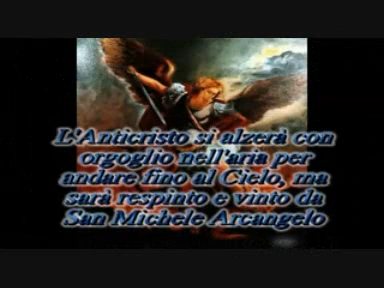 L'Anticristo si alzerà con
orgoglio nell'aria per
andare fino al Cielo, ma
sarà respinto e vinto da
San Michele Arcangelo